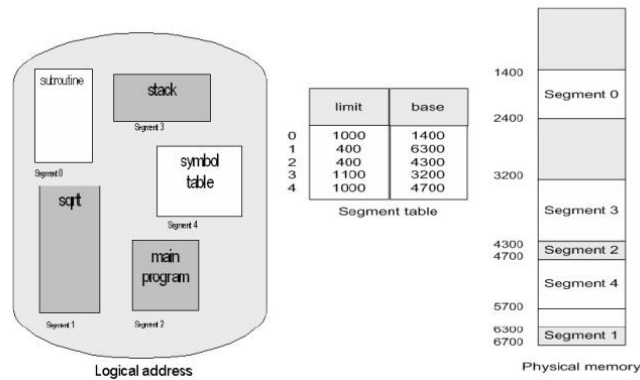 subroutine
Segment 0
stack
Segment 3
symbol
table
Segment 4
sqrt
Segment 1
main
program
Segment 2
Logical address
limit base
0 1000 1400
1 400 6300
2 400 4300
3 1100 3200
4 1000 4700
Segment table
1400
Segment 0
2400
3200
Segment 3
4300
Segment 2
4700
Segment 4
5700
6300
Segment 1
6700
Physical memory